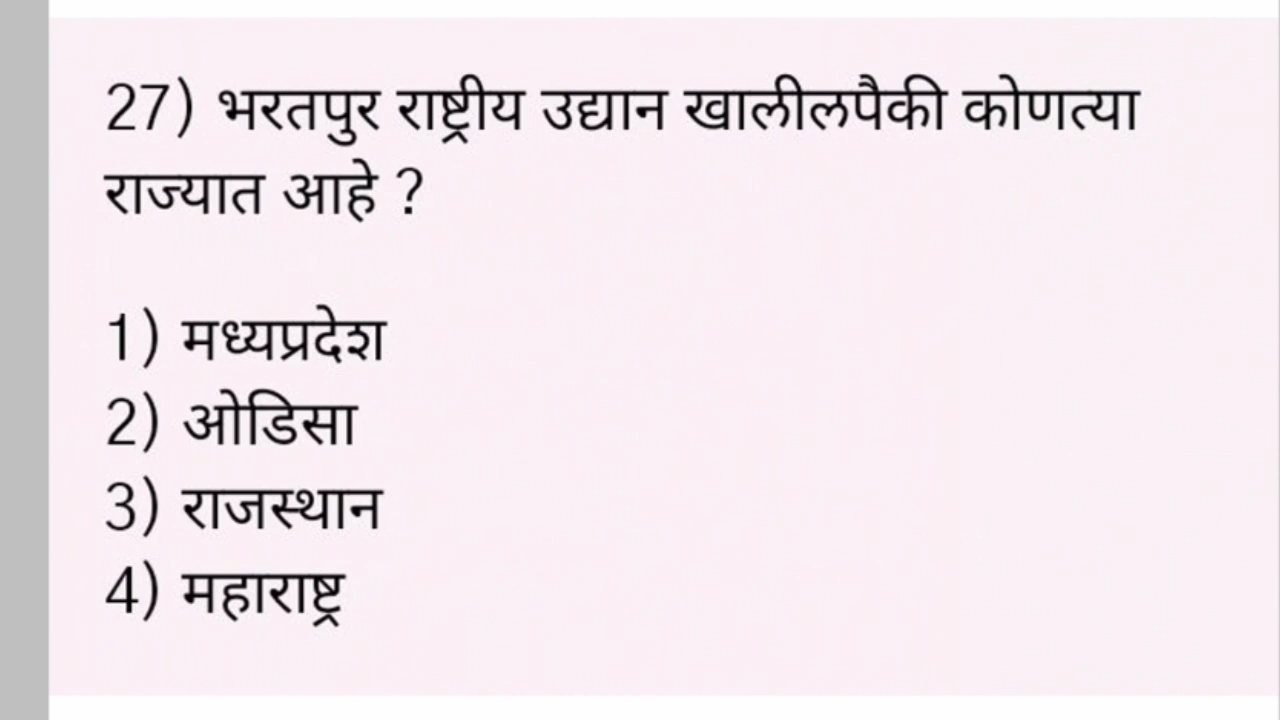 27) भरतपुर राष्ट्रीय उद्यान खालीलपैकी कोणत्या
राज्यात आहे ?
1) मध्यप्रदेश
2) ओडिसा
3) राजस्थान
4) महाराष्ट्र